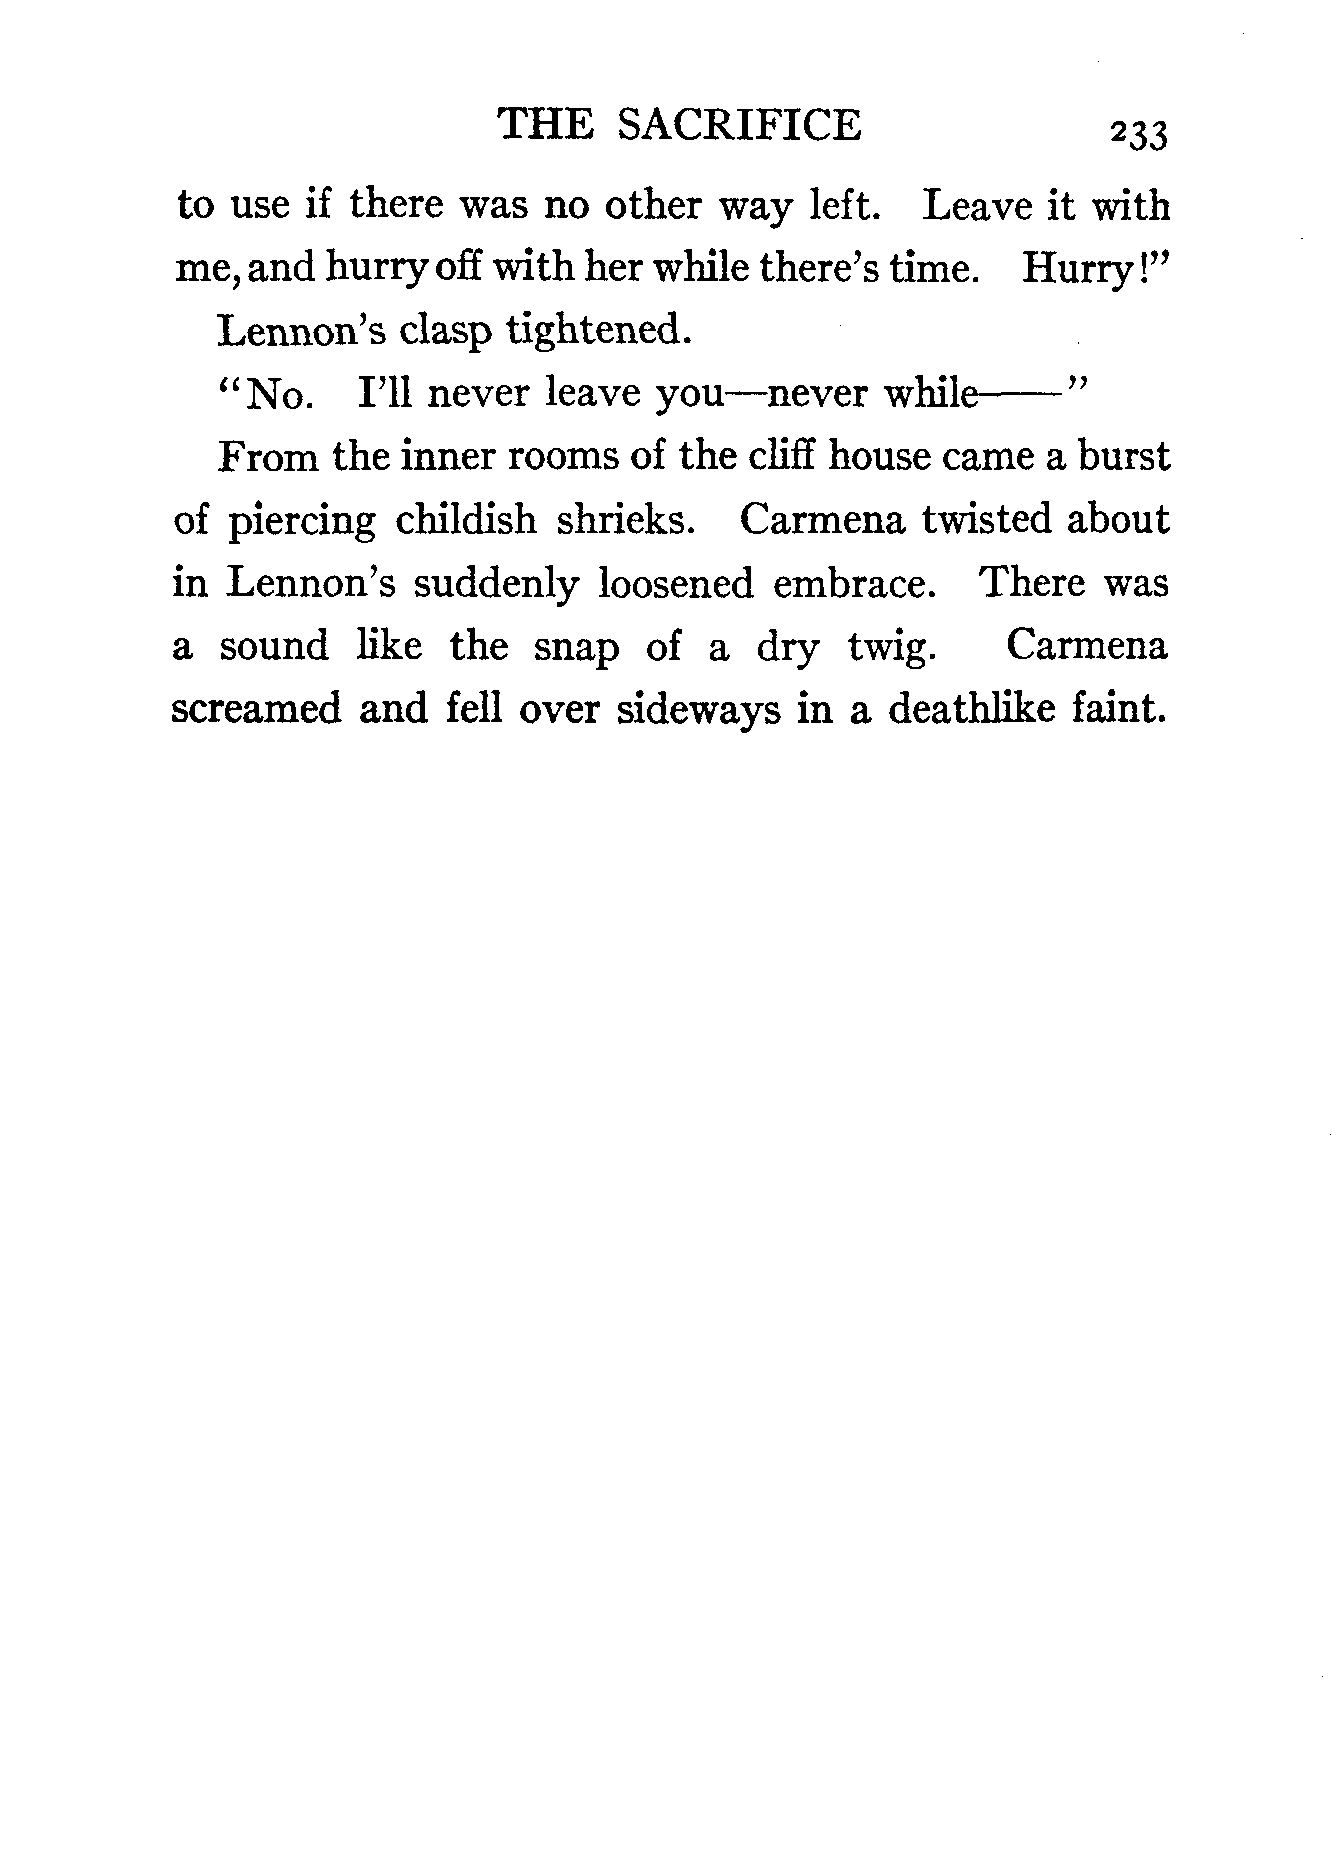 THE SACRIFICE 233
to use if there was no other way left. Leave it with
me, and hurry off with her while there's time. Hurry!”
Lennon's clasp tightened.
“No. I'll never leave you—never while——”
From the inner rooms of the cliff house came a burst
of piercing childish shrieks. Carmena twisted about
in Lennon's suddenly loosened embrace. There was
a sound like the snap of a dry twig. Carmena
screamed and fell over sideways in a deathlike faint.